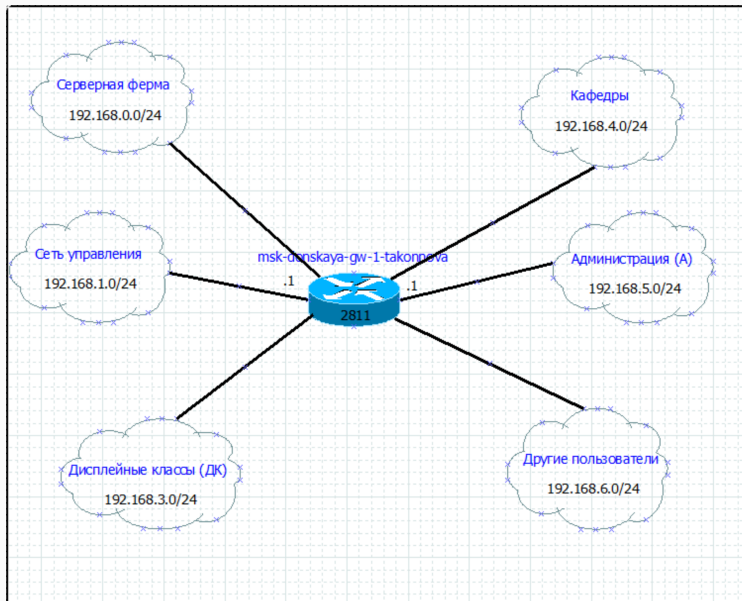 Серверная ферма
192.168.0.0/24
Кафедры
192.168.4.0/24
Сеть управления
192.168.1.0/24
msk-donskaya-gw-1-takonnova
.1
.1
2811
Администрация (А)
192.168.5.0/24
Дисплейные классы (ДК)
192.168.3.0/24
Другие пользователи
192.168.6.0/24